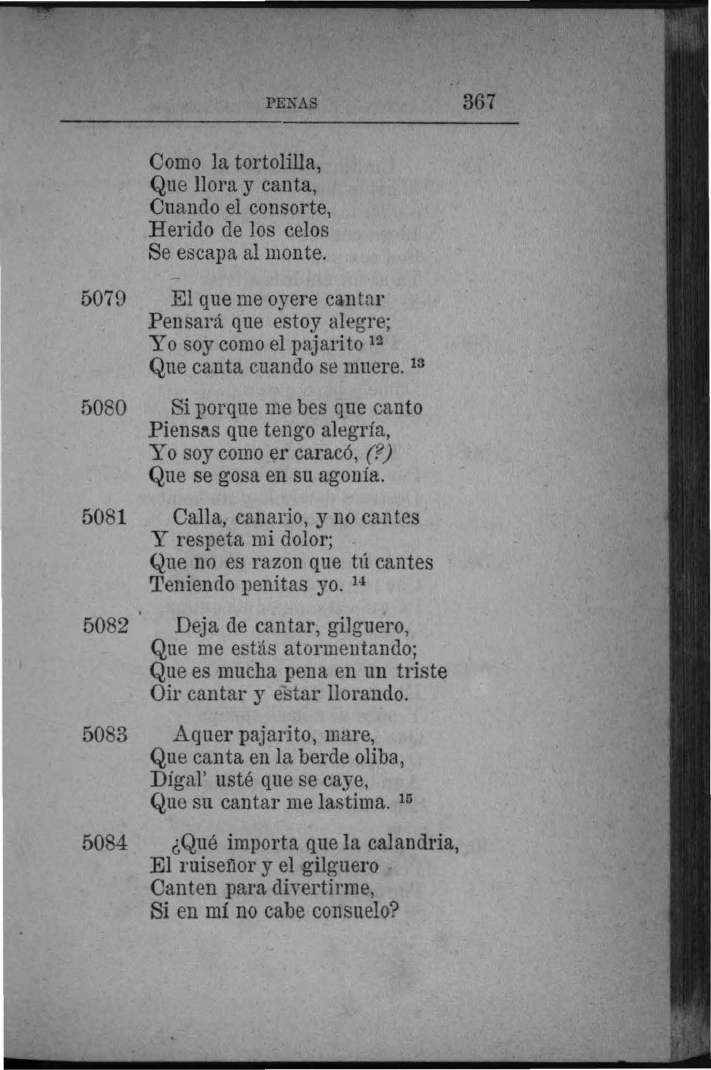 PENAS 367
Como la tortolilla,
Que llora y canta,
Cuando el consorte,
Herido de los celos
Se escapa al monte.
5079 El que me oyere cantar
Pensará que estoy alegre;
Yo soy como el pajarito 12
Que canta cuando se muere. 13
5080 Si porque me bes que canto
Piensas que tengo alegría,
Yo soy como er caracó, (?)
Que se gosa en su agonía.
5081 Calla, canario, y no cantes
Y respeta mi dolor;
Que no es razon que tú cantes
Teniendo penitas yo. 14
5082 Deja de cantar, gilguero,
Que me estás atormentando;
Que es mucha pena en un triste
Oir cantar y estar llorando.
5083 Aquer pajarito, mare,
Que canta en la berde oliba,
Dígal' usté que se caye,
Que su cantar me lastima. 15
5084 ¿Qué importa que la calandria,
El ruiseñor y el gilguero
Canten para divertirme,
Si en mí no cabe consuelo?